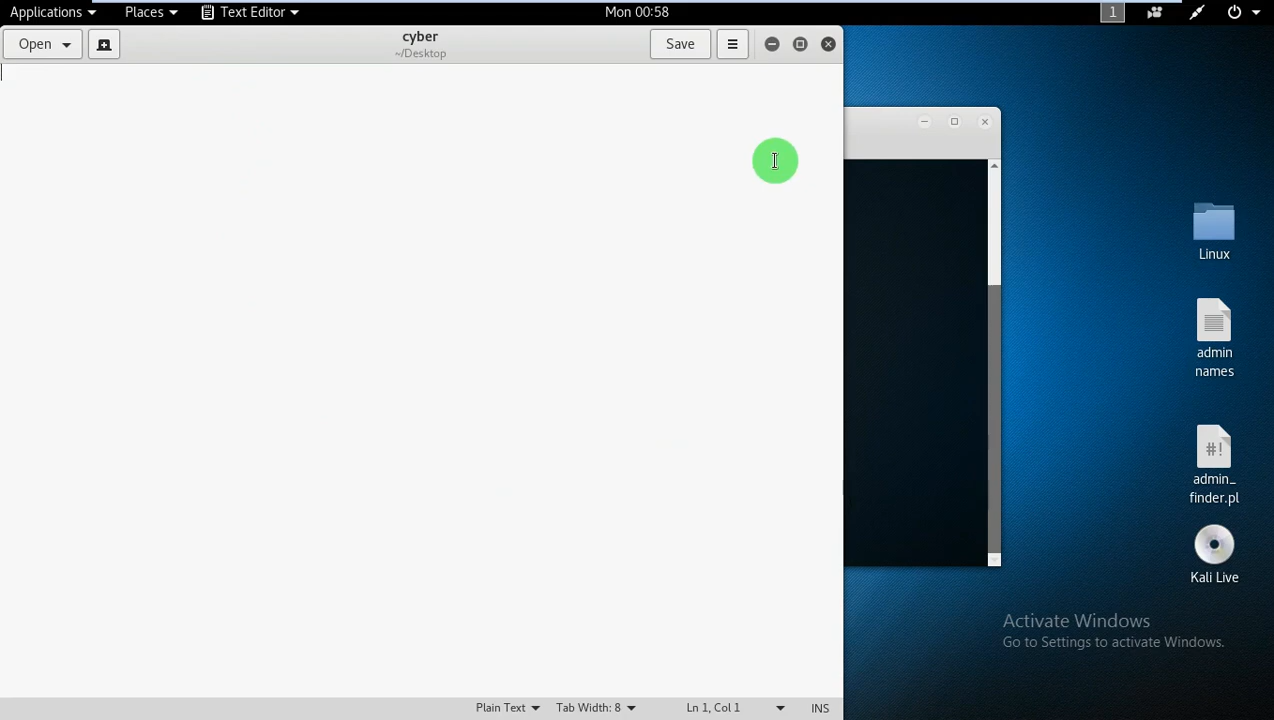 Applications Places Text Editor Mon 00:58 1
Open cyber Save
~/Desktop
Linux
admin
names
#!
admin_
finder.pl
Kali Live
Activate Windows
Go to Settings to activate Windows.
Plain Text Tab Width: 8 Ln 1, Col 1 INS